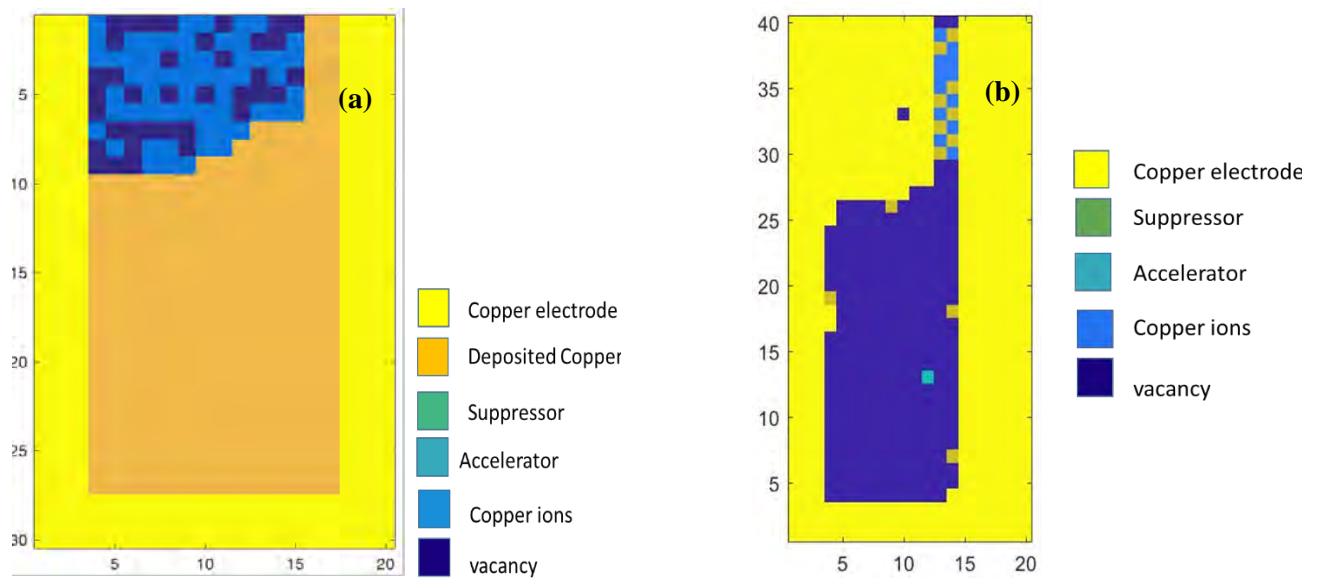 (a)
5
10
15
20
25
30
5
10
15
20
Copper electrode
Deposited Copper
Suppressor
Accelerator
Copper ions
vacancy
(b)
40
35
30
25
20
15
10
5
5
10
15
20
Copper electrode
Suppressor
Accelerator
Copper ions
vacancy